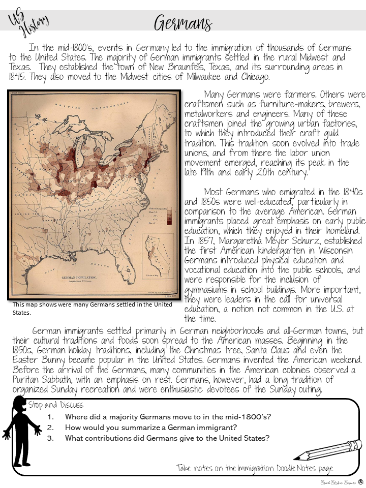 US History
Germans
In the mid-1800's, events in Germany led to the immigration of thousands of Germans
to the United States. The majority of German immigrants settled in the rural Midwest and
Texas. They established the town of New Braunfels, Texas, and its surrounding areas in
1845. They also moved to the Midwest cities of Milwaukee and Chicago.
Many Germans were farmers. Others were
craftsmen such as furniture-makers, brewers,
metalworkers and engineers. Many of these
craftsmen joined the growing urban factories,
to which they introduced their craft guild
tradition. This tradition soon evolved into trade
unions, and from there the labor union
movement emerged, reaching its peak in the
late 19th and early 20th century.
Most Germans who emigrated in the 1840s
and 1850s were well educated, particularly in
comparison to the average American. German
immigrants placed great emphasis on early public
education, which they enjoyed in their homeland.
In 1857, Margaretha Meyer Schurz, established
the first American kindergarten in Wisconsin.
Germans introduced physical education and
vocational education into the public schools, and
were responsible for the inclusion of
gymnasiums in school buildings. More important,
they were leaders in the call for universal
education, a notion not common in the U.S. at
the time.
This map shows were many Germans settled in the United
States.
German immigrants settled primarily in German neighborhoods and all-German towns, but
their cultural traditions and foods soon spread to the American masses. Beginning in the
1850s, German holiday traditions, including the Christmas tree, Santa Claus and even the
Easter Bunny became popular in the United States. Germans invented the American weekend.
Before the arrival of the Germans, many communities in the American colonies observed a
Puritan Sabbath, with an emphasis on rest. Germans, however, had a long tradition of
organized Sunday recreation and were enthusiastic devotees of the Sunday outing.
Stop and Discuss
1. Where did a majority Germans move to in the mid-1800's?
2. How would you summarize a German immigrant?
3. What contributions did Germans give to the United States?
*Take notes on the Immigration Doodle Notes page